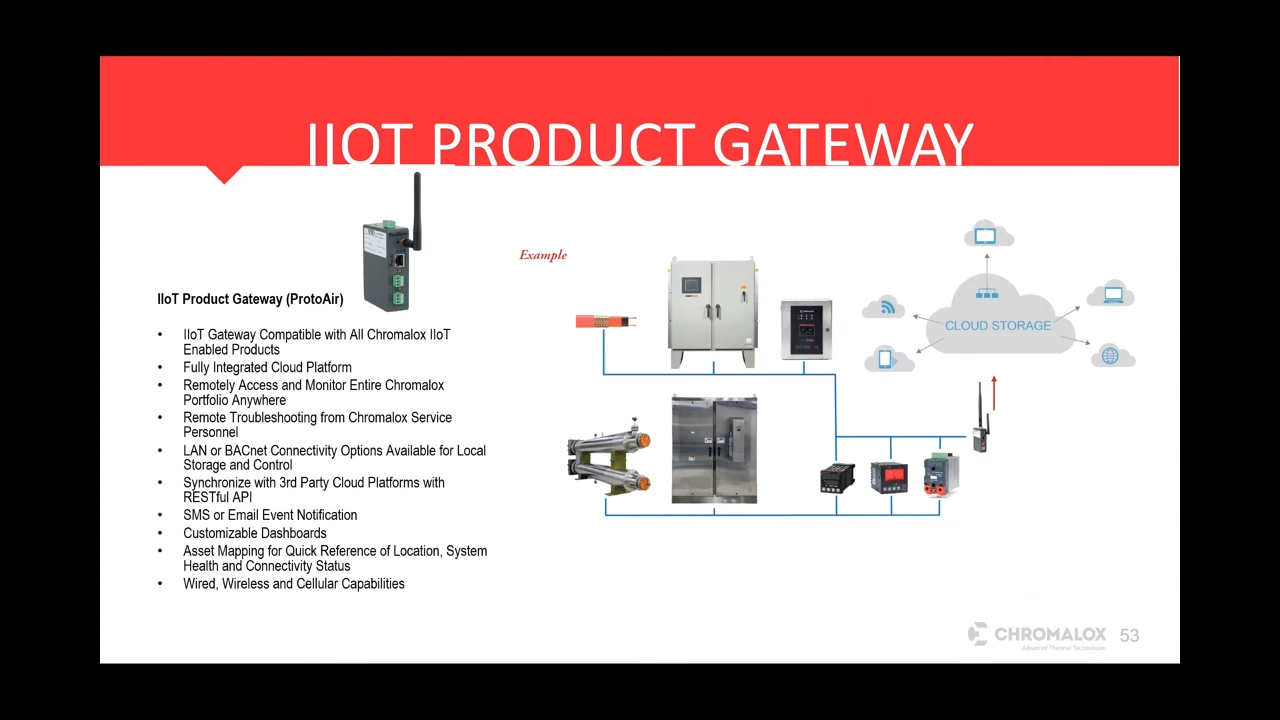 IIOT PRODUCT GATEWAY
Example
IIoT Product Gateway (ProtoAir)
• IIoT Gateway Compatible with All Chromalox IIoT
Enabled Products
• Fully Integrated Cloud Platform
• Remotely Access and Monitor Entire Chromalox
Portfolio Anywhere
• Remote Troubleshooting from Chromalox Service
Personnel
• LAN or BACnet Connectivity Options Available for Local
Storage and Control
• Synchronize with 3rd Party Cloud Platforms with
RESTful API
• SMS or Email Event Notification
• Customizable Dashboards
• Asset Mapping for Quick Reference of Location, System
Health and Connectivity Status
• Wired, Wireless and Cellular Capabilities
CLOUD STORAGE
CHROMALOX
Advanced Thermal Technologies
53